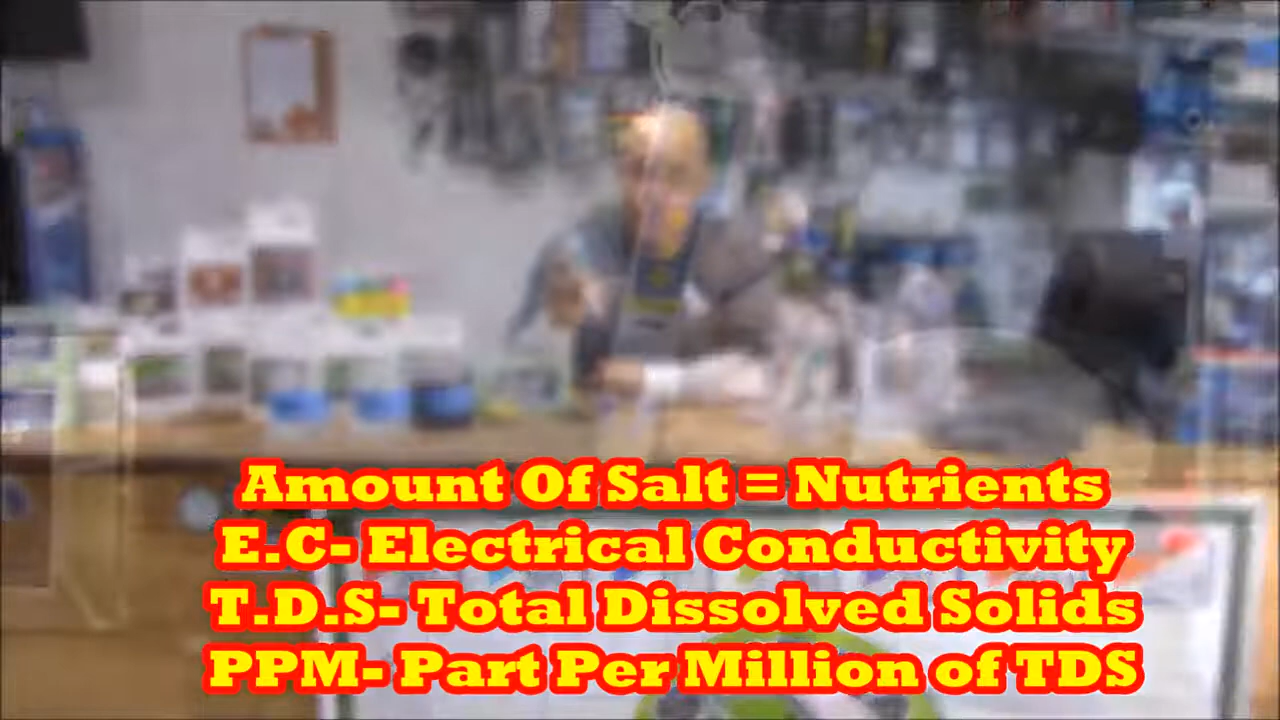 Amount Of Salt = Nutrients
E.C- Electrical Conductivity
T.D.S- Total Dissolved Solids
PPM- Part Per Million of TDS